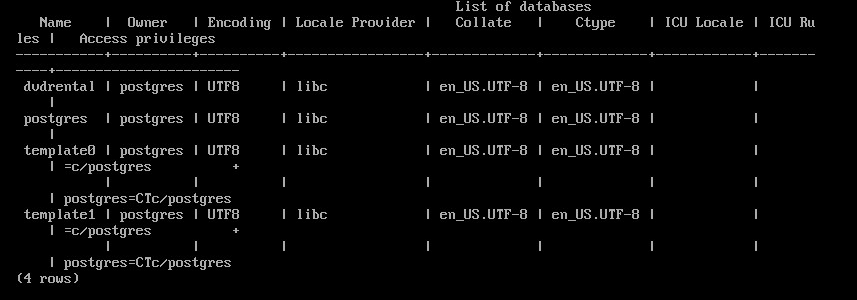 List of databases
   Name    |  Owner   | Encoding | Locale Provider |   Collate   |    Ctype    | ICU Locale | ICU Ru
les |   Access privileges
-----------+----------+----------+-----------------+-------------+-------------+------------+-------
----+-----------------------
 dvdrental | postgres | UTF8     | libc            | en_US.UTF-8 | en_US.UTF-8 |            |
    |
 postgres  | postgres | UTF8     | libc            | en_US.UTF-8 | en_US.UTF-8 |            |
    |
 template0 | postgres | UTF8     | libc            | en_US.UTF-8 | en_US.UTF-8 |            |
    | =c/postgres          +
           |          |          |                 |             |             |            |
    | postgres=CTc/postgres
 template1 | postgres | UTF8     | libc            | en_US.UTF-8 | en_US.UTF-8 |            |
    | =c/postgres          +
           |          |          |                 |             |             |            |
    | postgres=CTc/postgres
(4 rows)